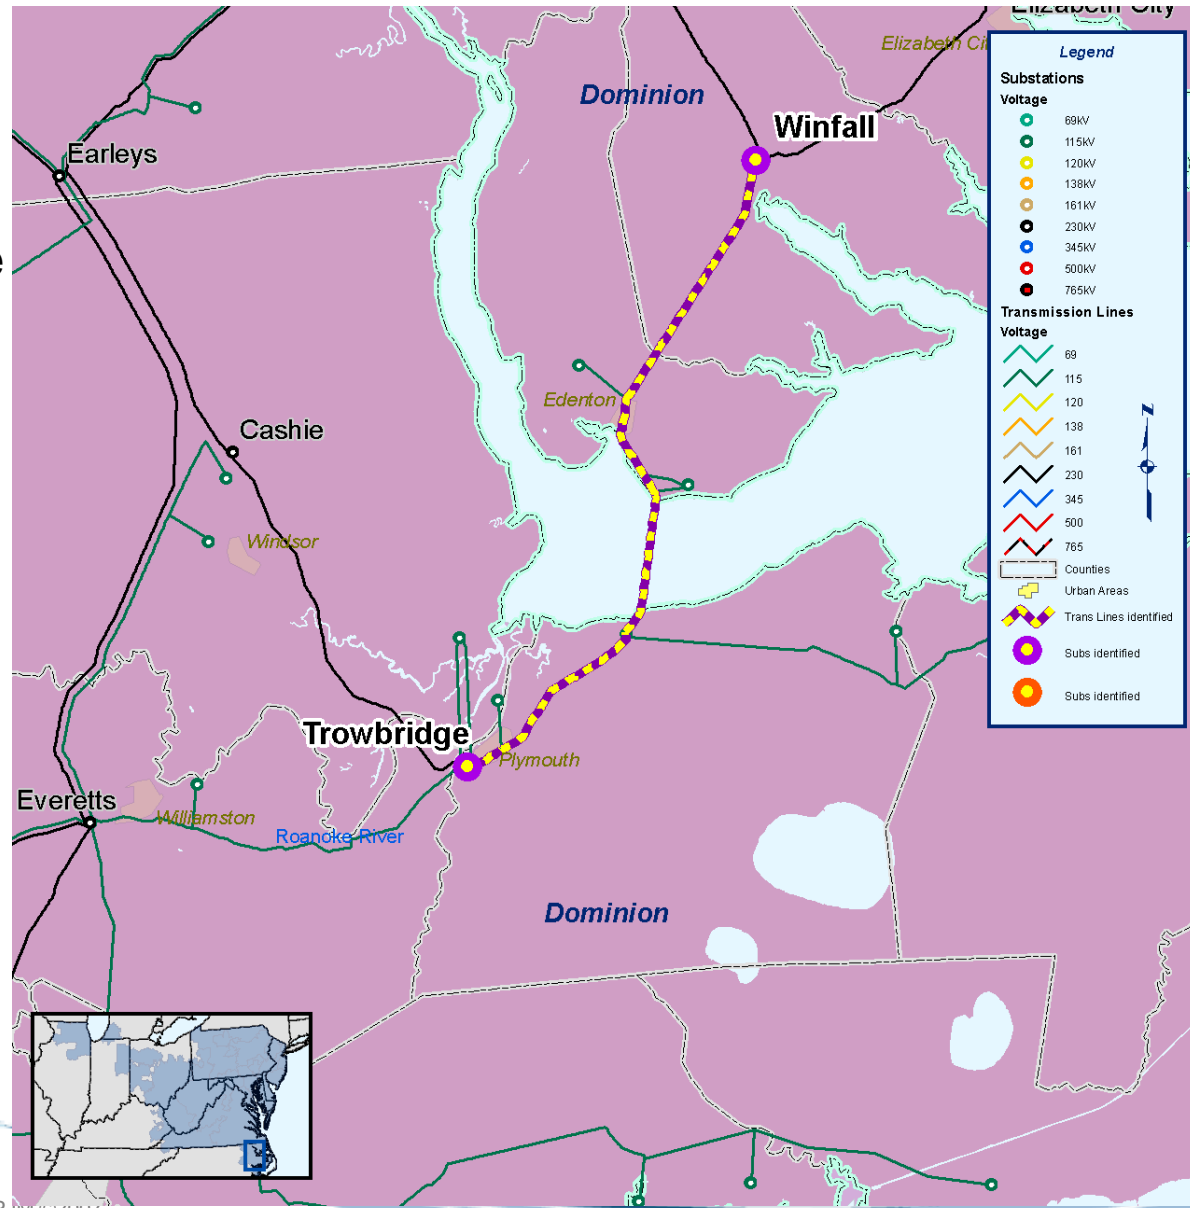 Elizabeth City
Elizabeth Ci
Dominion
Winfall
Earleys
e
Edenton
Cashie
Windsor
Trowbridge
Plymouth
Everetts
Williamston
Roanoke River
Dominion
Legend
Substations
Voltage
69kV
115kV
120kV
138kV
161kV
230kV
345kV
500kV
765kV
Transmission Lines
Voltage
69
115
120
138
161
230
345
500
765
Counties
Urban Areas
Trans Lines identified
Subs identified
Subs identified
N